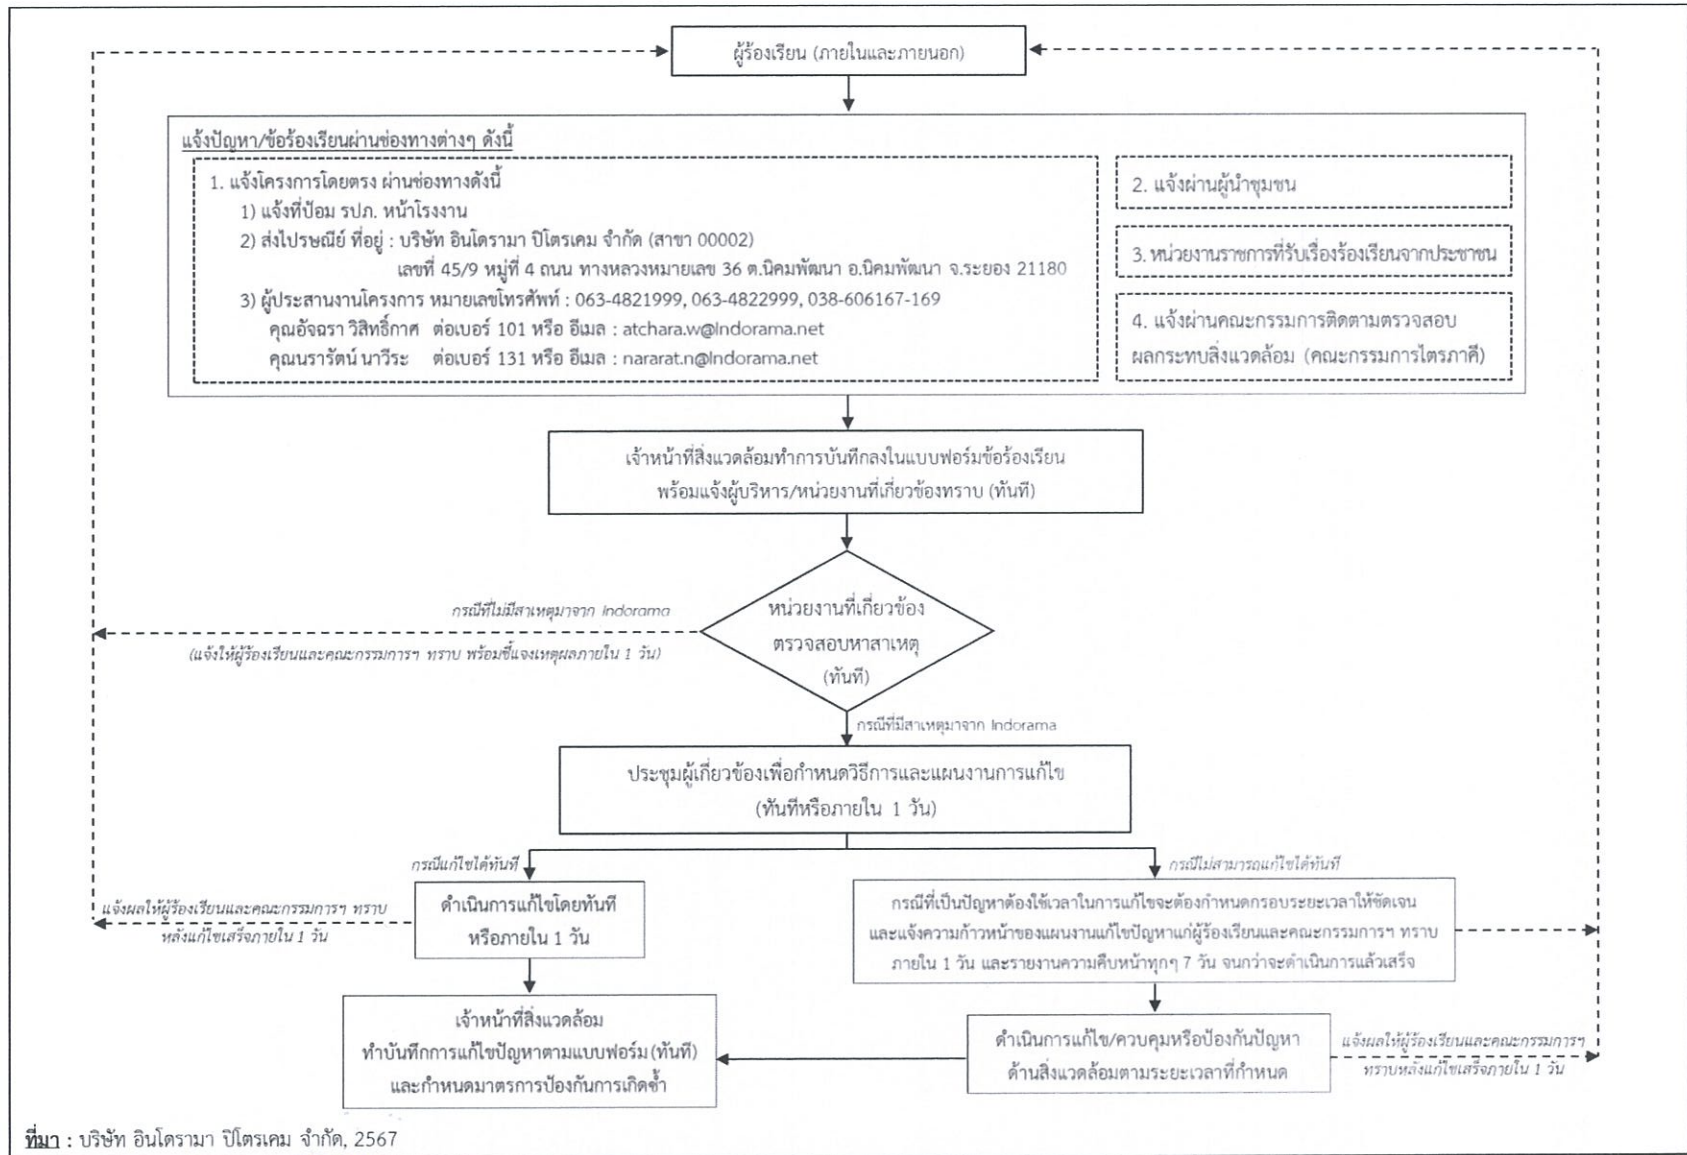 ผู้ร้องเรียน (ภายในและภายนอก)
แจ้งปัญหา/ข้อร้องเรียนผ่านช่องทางต่างๆ ดังนี้
1. แจ้งโครงการโดยตรง ผ่านช่องทางดังนี้
1) แจ้งที่ป้อม รปภ. หน้าโรงงาน
2) ส่งไปรษณีย์ ที่อยู่ : บริษัท อินโดรามา ปิโตรเคม จำกัด (สาขา 00002)
เลขที่ 45/9 หมู่ที่ 4 ถนน ทางหลวงหมายเลข 36 ต.นิคมพัฒนา อ.นิคมพัฒนา จ.ระยอง 21180
3) ผู้ประสานงานโครงการ หมายเลขโทรศัพท์ : 063-4821999, 063-4822999, 038-606167-169
คุณอัจฉรา วิสิทธิ์กาศ ต่อเบอร์ 101 หรือ อีเมล : atchara.w@Indorama.net
คุณนรารัตน์ นาวีระ ต่อเบอร์ 131 หรือ อีเมล : nararat.n@Indorama.net
2. แจ้งผ่านผู้นำชุมชน
3. หน่วยงานราชการที่รับเรื่องร้องเรียนจากประชาชน
4. แจ้งผ่านคณะกรรมการติดตามตรวจสอบ
ผลกระทบสิ่งแวดล้อม (คณะกรรมการไตรภาคี)
เจ้าหน้าที่สิ่งแวดล้อมทำการบันทึกลงในแบบฟอร์มข้อร้องเรียน
พร้อมแจ้งผู้บริหาร/หน่วยงานที่เกี่ยวข้องทราบ (ทันที)
หน่วยงานที่เกี่ยวข้อง
ตรวจสอบหาสาเหตุ
(ทันที)
กรณีที่ไม่มีสาเหตุมาจาก Indorama
(แจ้งให้ผู้ร้องเรียนและคณะกรรมการฯ ทราบ พร้อมชี้แจงเหตุผลภายใน 1 วัน)
กรณีที่มีสาเหตุมาจาก Indorama
ประชุมผู้เกี่ยวข้องเพื่อกำหนดวิธีการและแผนงานการแก้ไข
(ทันทีหรือภายใน 1 วัน)
กรณีแก้ไขได้ทันที
กรณีไม่สามารถแก้ไขได้ทันที
ดำเนินการแก้ไขโดยทันที
หรือภายใน 1 วัน
แจ้งผลให้ผู้ร้องเรียนและคณะกรรมการฯ ทราบ
หลังแก้ไขเสร็จภายใน 1 วัน
กรณีที่เป็นปัญหาต้องใช้เวลาในการแก้ไขจะต้องกำหนดกรอบระยะเวลาให้ชัดเจน
และแจ้งความก้าวหน้าของแผนงานแก้ไขปัญหาแก่ผู้ร้องเรียนและคณะกรรมการฯ ทราบ
ภายใน 1 วัน และรายงานความคืบหน้าทุกๆ 7 วัน จนกว่าจะดำเนินการแล้วเสร็จ
เจ้าหน้าที่สิ่งแวดล้อม
ทำบันทึกการแก้ไขปัญหาตามแบบฟอร์ม (ทันที)
และกำหนดมาตรการป้องกันการเกิดซ้ำ
ดำเนินการแก้ไข/ควบคุมหรือป้องกันปัญหา
ด้านสิ่งแวดล้อมตามระยะเวลาที่กำหนด
แจ้งผลให้ผู้ร้องเรียนและคณะกรรมการฯ
ทราบหลังแก้ไขเสร็จภายใน 1 วัน
ที่มา : บริษัท อินโดรามา ปิโตรเคม จำกัด, 2567